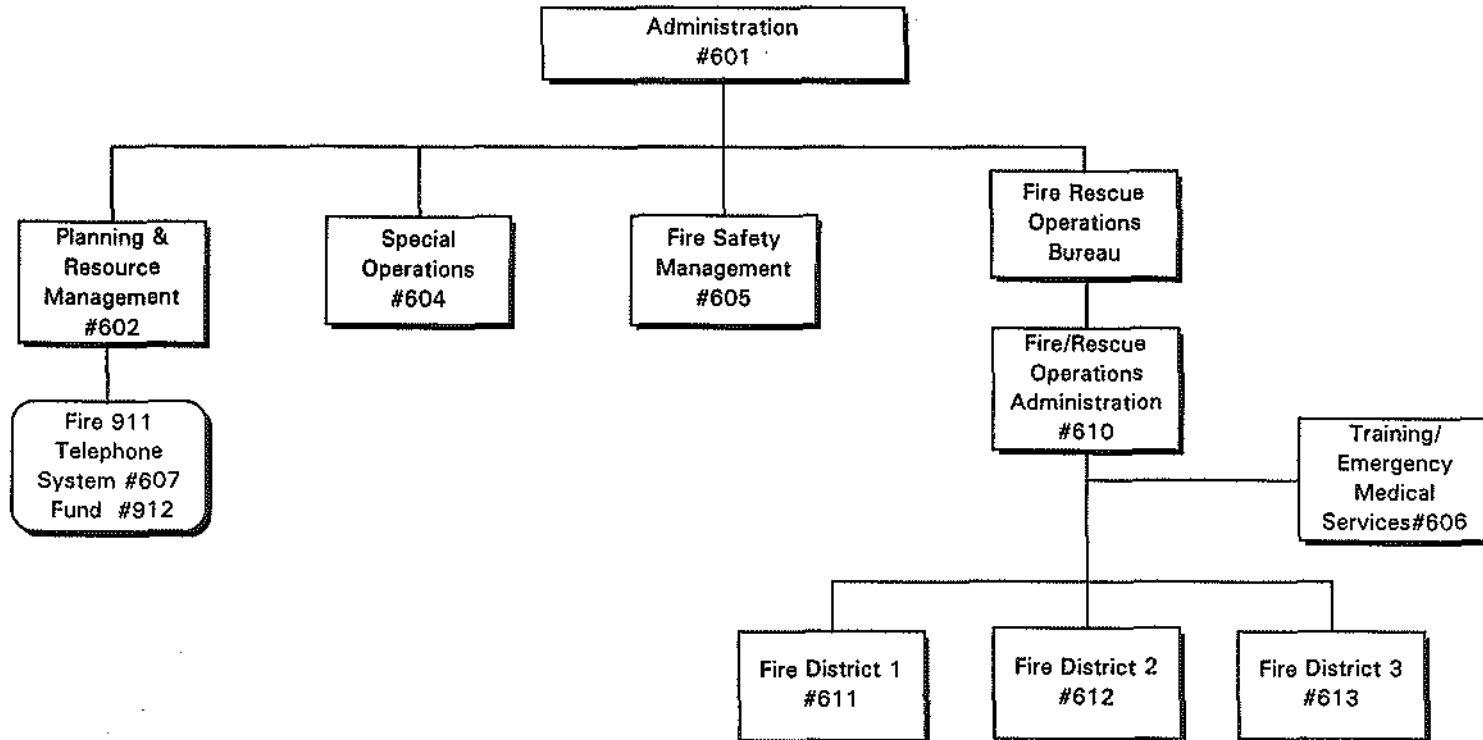 Administration
#601
Planning &
Resource
Management
#602
Special
Operations
#604
Fire Safety
Management
#605
Fire Rescue
Operations
Bureau
Fire 911
Telephone
System #607
Fund #912
Fire/Rescue
Operations
Administration
#610
Training/
Emergency
Medical
Services#606
Fire District 1
#611
Fire District 2
#612
Fire District 3
#613